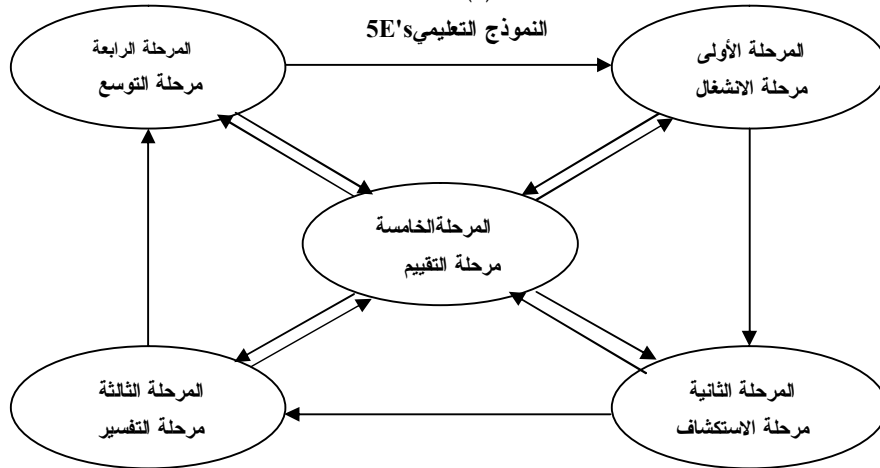 النموذج التعليمي5E's
المرحلة الأولى
مرحلة الانشغال
المرحلة الرابعة
مرحلة التوسع
المرحلةالخامسة
مرحلة التقييم
المرحلة الثانية
مرحلة الاستكشاف
المرحلة الثالثة
مرحلة التفسير